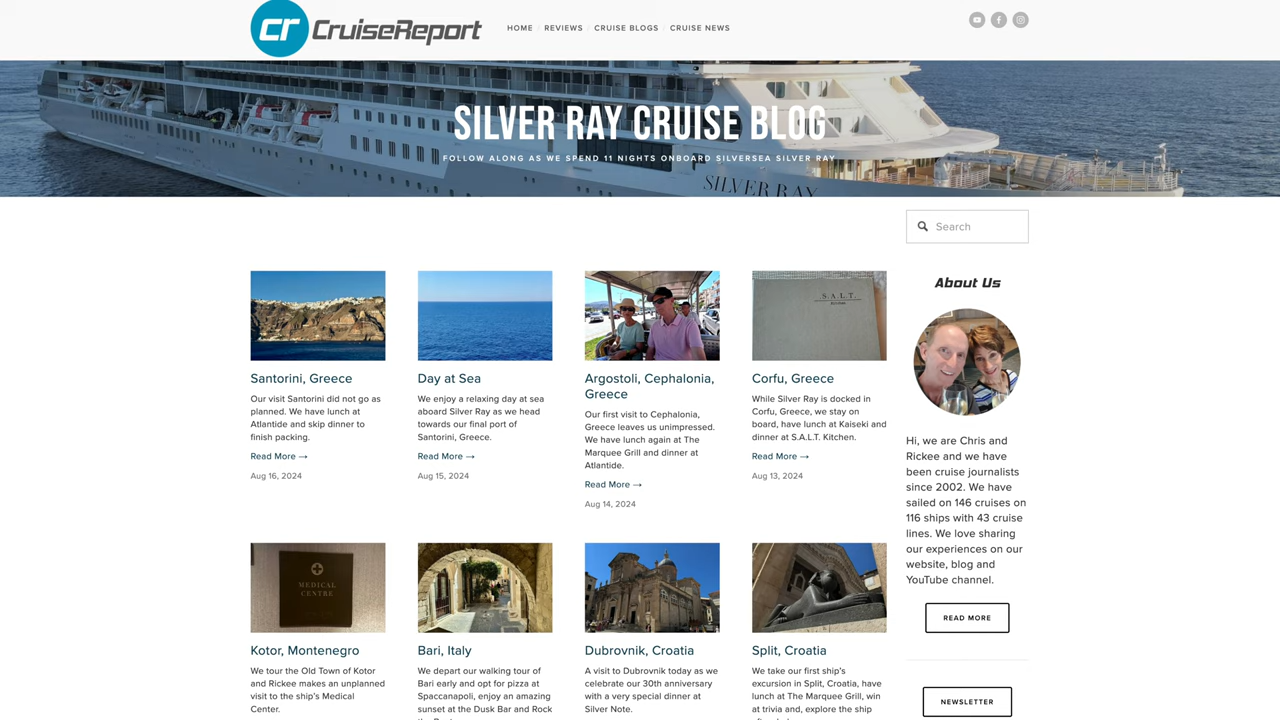 cr CruiseReport
HOME / REVIEWS / CRUISE BLOGS / CRUISE NEWS
SILVER RAY CRUISE BLOG
FOLLOW ALONG AS WE SPEND 11 NIGHTS ONBOARD SILVERSEA SILVER RAY
SILVER RAY
Search
S.A.L.T.
Santorini, Greece
Our visit Santorini did not go as
planned. We have lunch at
Atlantide and skip dinner to
finish packing.
Read More →
Aug 16, 2024
Day at Sea
We enjoy a relaxing day at sea
aboard Silver Ray as we head
towards our final port of
Santorini, Greece.
Read More →
Aug 15, 2024
Argostoli, Cephalonia,
Greece
Our first visit to Cephalonia,
Greece leaves us unimpressed.
We have lunch again at The
Marquee Grill and dinner at
Atlantide.
Read More →
Aug 14, 2024
Corfu, Greece
While Silver Ray is docked in
Corfu, Greece, we stay on
board, have lunch at Kaiseki and
dinner at S.A.L.T. Kitchen.
Read More →
Aug 13, 2024
MEDICAL
CENTRE
Kotor, Montenegro
We tour the Old Town of Kotor
and Rickee makes an unplanned
visit to the ship's Medical
Center.
Bari, Italy
We depart our walking tour of
Bari early and opt for pizza at
Spaccanapoli, enjoy an amazing
sunset at the Dusk Bar and Rock
Dubrovnik, Croatia
A visit to Dubrovnik today as we
celebrate our 30th anniversary
with a very special dinner at
Silver Note.
Split, Croatia
We take our first ship's
excursion in Split, Croatia, have
lunch at The Marquee Grill, win
at trivia and, explore the ship
About Us
Hi, we are Chris and
Rickee and we have
been cruise journalists
since 2002. We have
sailed on 146 cruises on
116 ships with 43 cruise
lines. We love sharing
our experiences on our
website, blog and
YouTube channel.
READ MORE
NEWSLETTER